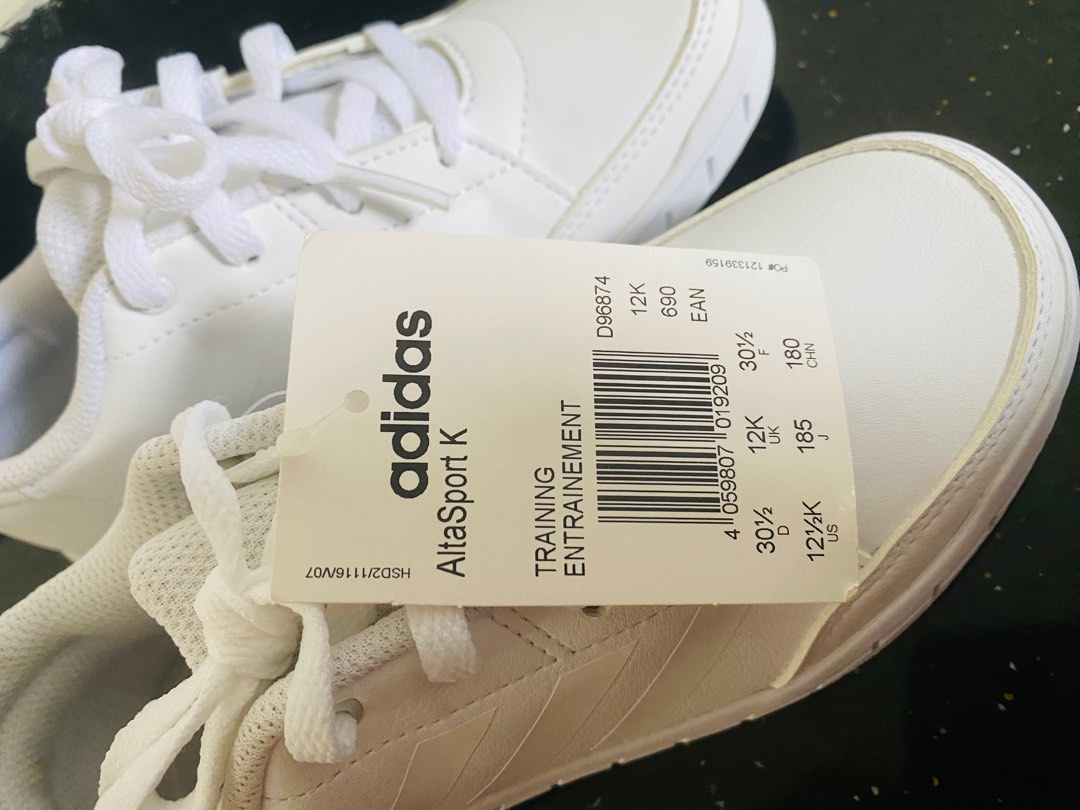 adidas
AltaSport K
TRAINING
ENTRAINEMENT
D96874
12K
690
EAN
4 059807 019209
30½ 12K 30½
D UK F
12½K 185 180
US J CHN
HSD2/1116/V07
PO# 121339159